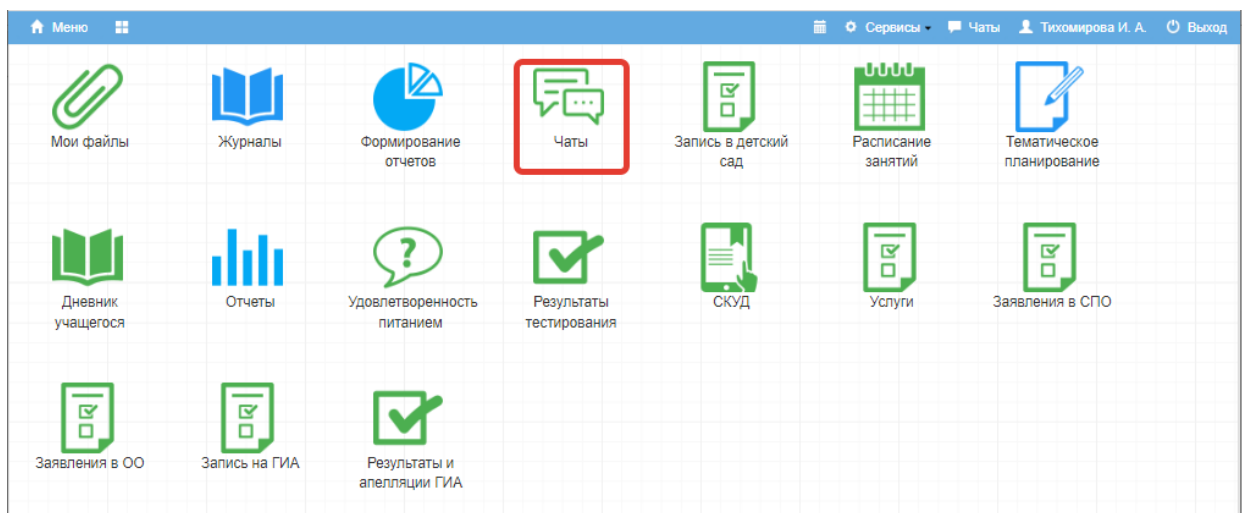 Меню
Сервисы
Чаты
Тихомирова И. А.
Выход
Мои файлы
Журналы
Формирование
отчетов
Чаты
Запись в детский
сад
Расписание
занятий
Тематическое
планирование
Дневник
учащегося
Отчеты
?
Удовлетворенность
питанием
Результаты
тестирования
СКУД
Услуги
Заявления в СПО
Заявления в ОО
Запись на ГИА
Результаты и
апелляции ГИА